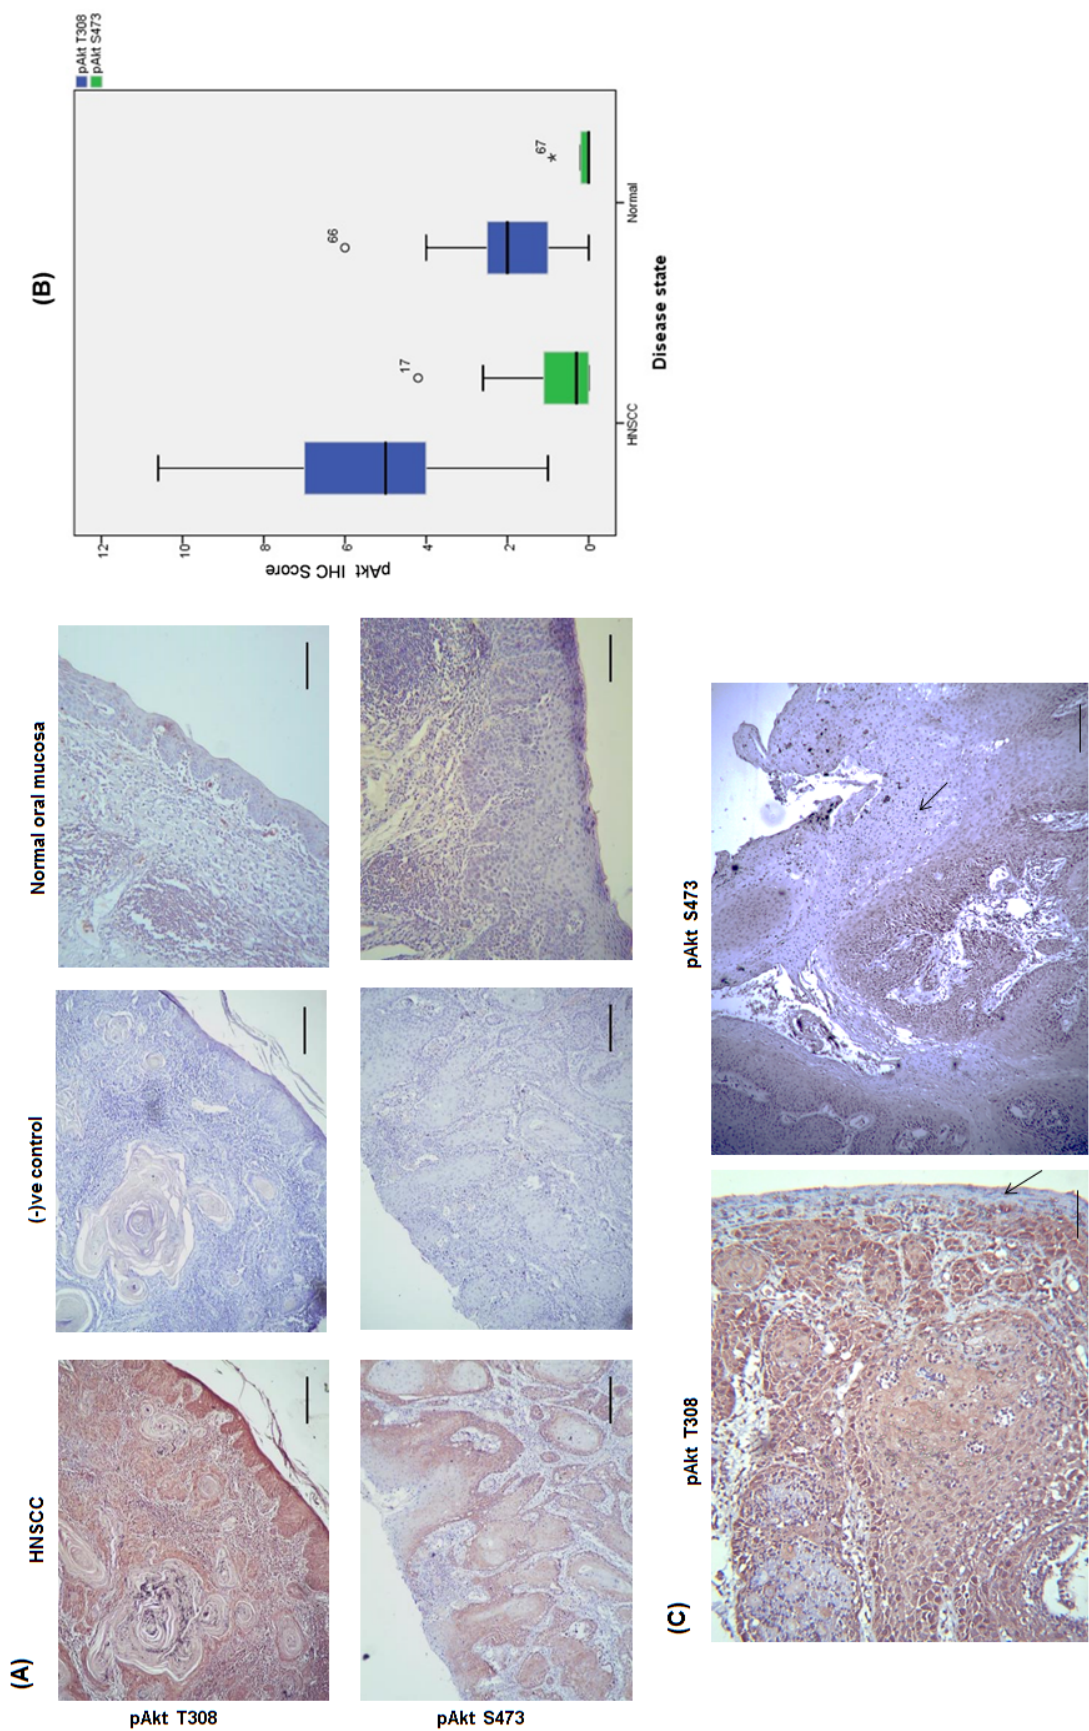 (A)
HNSCC
(-)ve control
Normal oral mucosa
pAkt T308
pAkt S473
(B)
pAkt T308
pAkt S473
pAkt IHC Score
12
10
8
6
4
2
0
17
66
67
*
HNSCC
Normal
Disease state
(C)
pAkt T308
pAkt S473